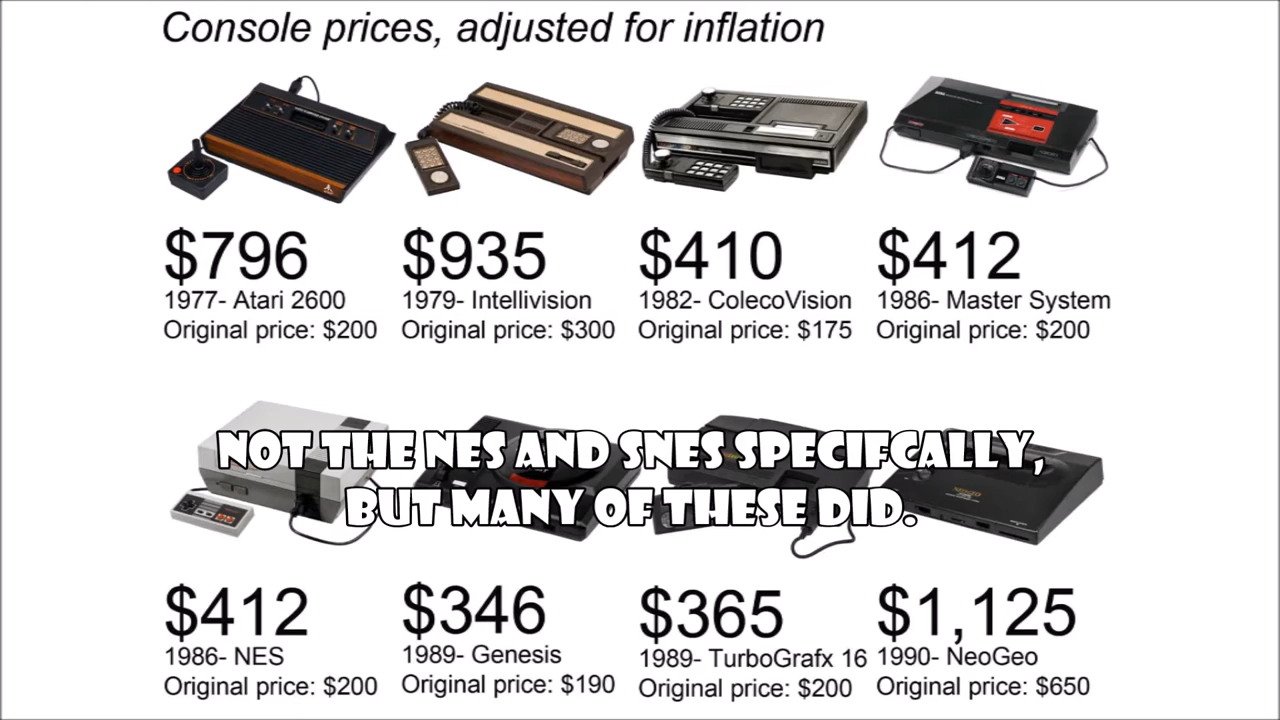 Console prices, adjusted for inflation
$796 $935 $410 $412
1977- Atari 2600 1979- Intellivision 1982- ColecoVision 1986- Master System
Original price: $200 Original price: $300 Original price: $175 Original price: $200
NOT THE NES AND SNES SPECIFCALLY,
BUT MANY OF THESE DID.
$412 $346 $365 $1,125
1986- NES 1989- Genesis 1989- TurboGrafx 16 1990- NeoGeo
Original price: $200 Original price: $190 Original price: $200 Original price: $650